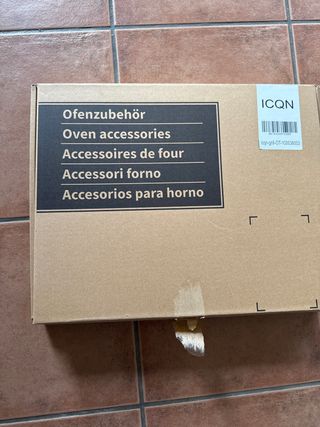 Ofenzubehör
Oven accessories
Accessoires de four
Accessori forno
Accesorios para horno
ICQN